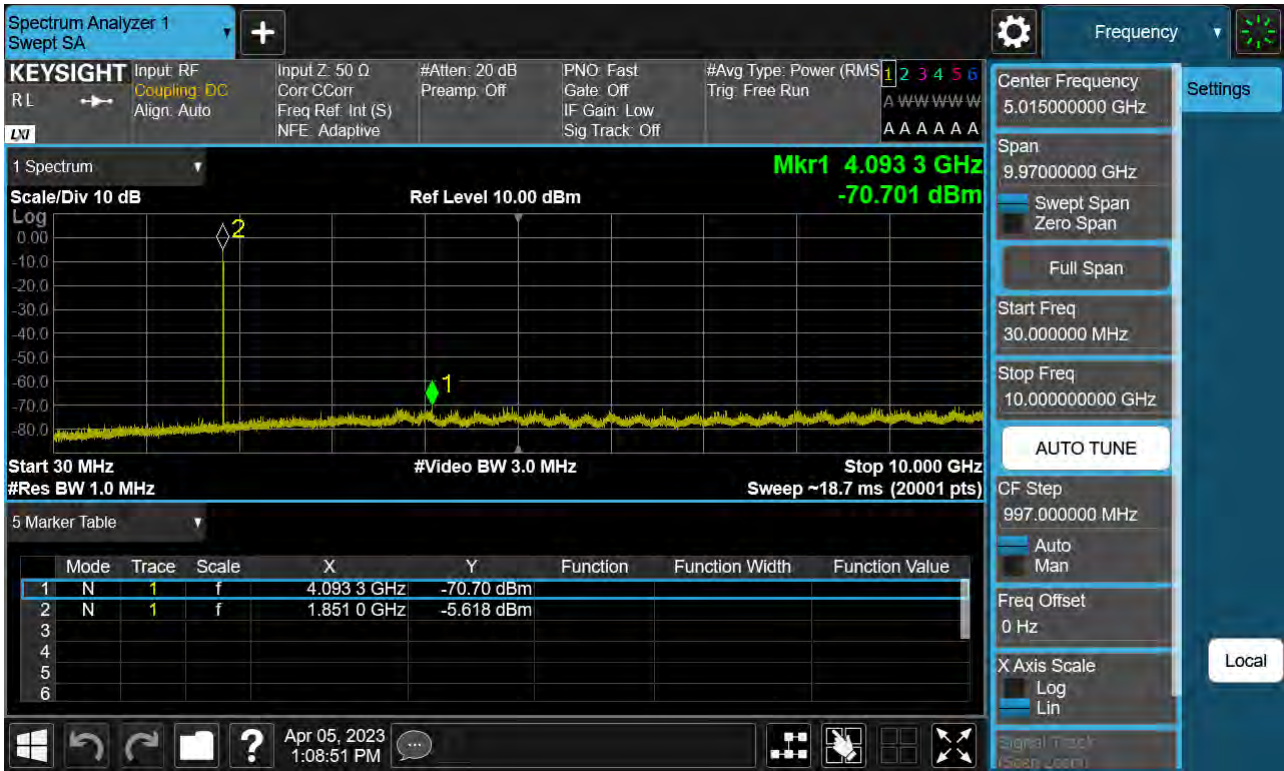 Spectrum Analyzer 1
Swept SA
+
Frequency
KEYSIGHT
RL
LXI
Input: RF
Coupling: DC
Align: Auto
Input Z: 50 Ω
Corr CCorr
Freq Ref: Int (S)
NFE: Adaptive
#Atten: 20 dB
Preamp: Off
PNO: Fast
Gate: Off
IF Gain: Low
Sig Track: Off
#Avg Type: Power (RMS
Trig: Free Run
1 2 3 4 5 6
A W W W W W
A A A A A A
1 Spectrum
Mkr1 4.093 3 GHz
Scale/Div 10 dB
Ref Level 10.00 dBm
-70.701 dBm
Log
0.00
-10.0
-20.0
-30.0
-40.0
-50.0
-60.0
-70.0
-80.0
2
1
Start 30 MHz
#Video BW 3.0 MHz
Stop 10.000 GHz
#Res BW 1.0 MHz
Sweep ~18.7 ms (20001 pts)
5 Marker Table
Mode Trace Scale X Y Function Function Width Function Value
1 N 1 f 4.093 3 GHz -70.70 dBm
2 N 1 f 1.851 0 GHz -5.618 dBm
3
4
5
6
Apr 05, 2023
1:08:51 PM
?
Center Frequency
5.015000000 GHz
Settings
Span
9.97000000 GHz
Swept Span
Zero Span
Full Span
Start Freq
30.000000 MHz
Stop Freq
10.000000000 GHz
AUTO TUNE
CF Step
997.000000 MHz
Auto
Man
Freq Offset
0 Hz
X Axis Scale
Log
Lin
Local
Signal Track
(Span Zoom)